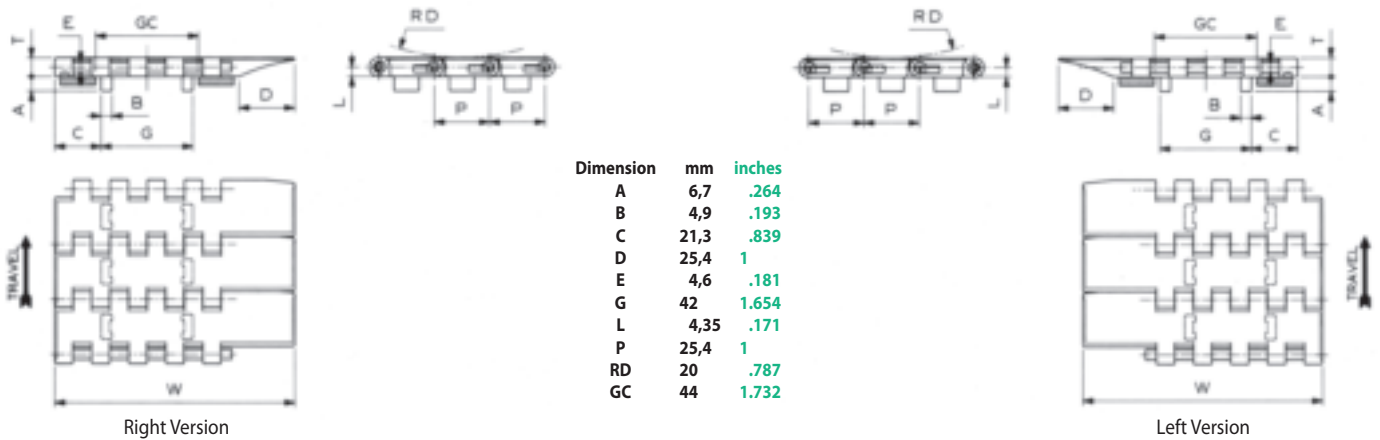 E GC
T
A
B
D
C G
RD
L
P P
TRAVEL
W
Right Version
Dimension mm inches
A 6,7 .264
B 4,9 .193
C 21,3 .839
D 25,4 1
E 4,6 .181
G 42 1.654
L 4,35 .171
P 25,4 1
RD 20 .787
GC 44 1.732
RD
L
P P
GC E
T
A
D
B
G C
TRAVEL
W
Left Version